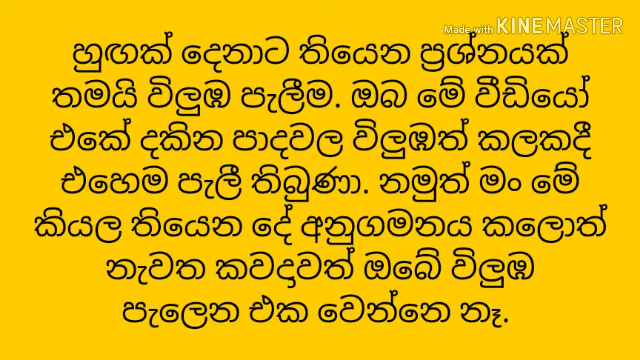 Made with KINEMASTER
හුඟක් දෙනාට තියෙන ප්‍රශ්නයක්
තමයි විලුඹ පැලීම. ඔබ මේ වීඩියෝ
එකේ දකින පාදවල විලුඹත් කලකදී
එහෙම පැලී තිබුණා. නමුත් මං මේ
කියල තියෙන දේ අනුගමනය කලොත්
නැවත කවදාවත් ඔබේ විලුඹ
පැලෙන එක වෙන්නෙ නෑ.